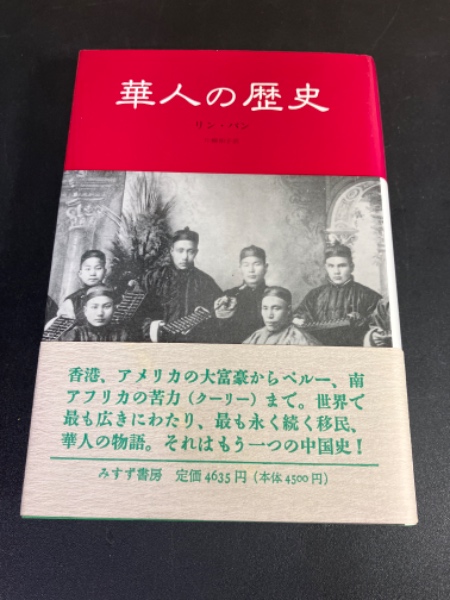 華人の歴史
リン・パン
香港、アメリカの大富豪からペルー、南
アフリカの苦力（クーリー）まで。世界で
最も広きにわたり、最も永く続く移民、
華人の物語。それはもう一つの中国史！
みすず書房　定価4635円（本体4500円）